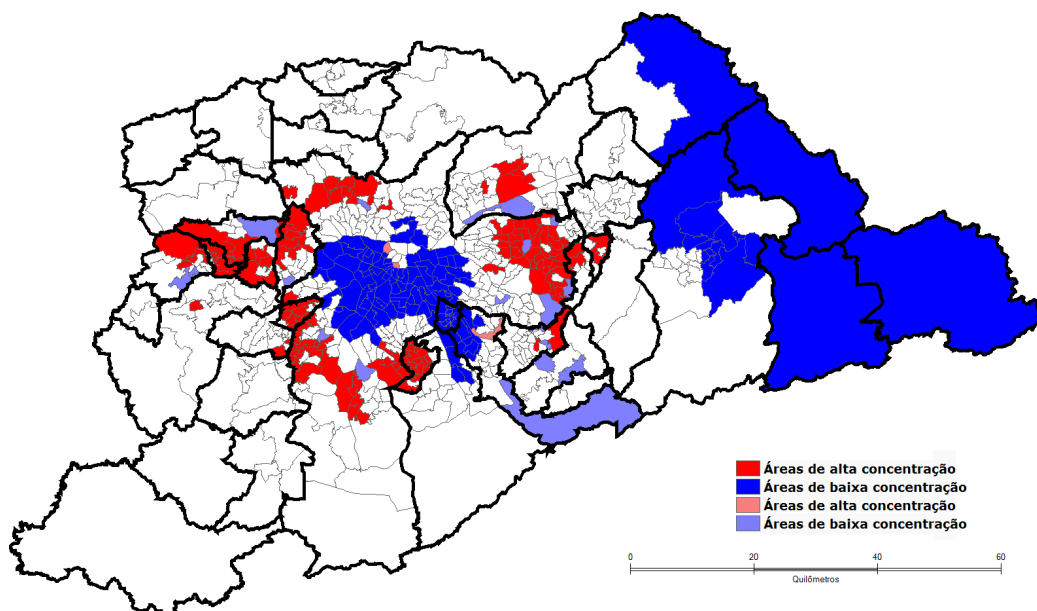 Áreas de alta concentração
Áreas de baixa concentração
Áreas de alta concentração
Áreas de baixa concentração
0 20 40 60
Quilômetros